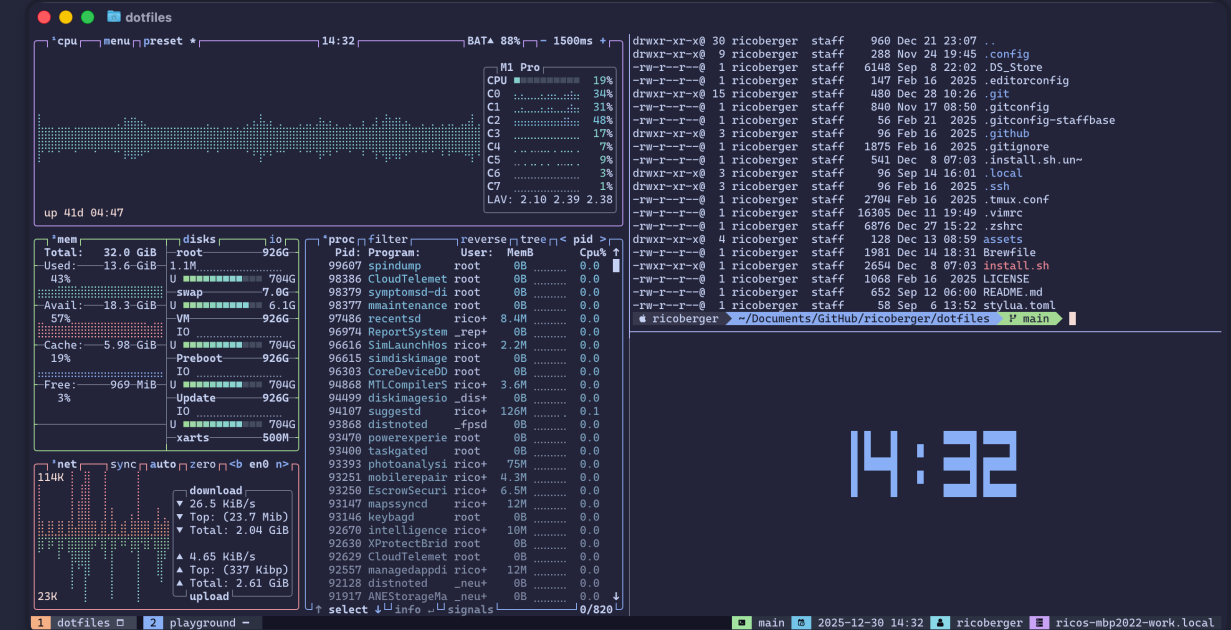 dotfiles
¹cpu menu preset * 14:32 BAT▲ 88% - 1500ms +
M1 Pro
CPU 19%
C0 34%
C1 31%
C2 48%
C3 17%
C4 7%
C5 9%
C6 3%
C7 1%
LAV: 2.10 2.39 2.38
up 41d 04:47
²mem
Total: 32.0 GiB
Used: 13.6 GiB
43%
Avail: 18.3 GiB
57%
Cache: 5.98 GiB
19%
Free: 969 MiB
3%
disks io
root 926G
1.1M
U 704G
swap 7.0G
U 6.1G
VM 926G
IO
U 704G
Preboot 926G
IO
U 704G
Update 926G
IO
U 704G
xarts 500M
³net sync auto zero <b en0 n>
114K
download
▼ 26.5 KiB/s
▼ Top: (23.7 Mib)
▼ Total: 2.04 GiB
▲ 4.65 KiB/s
▲ Top: (337 Kibp)
▲ Total: 2.61 GiB
upload
23K
⁴proc filter reverse tree < pid >
Pid: Program: User: MemB Cpu% ↑
99607 spindump root 0B 0.0
98386 CloudTelemet root 0B 0.0
98379 symptomsd-di root 0B 0.0
98377 mmaintenance root 0B 0.0
97486 recentsd rico+ 8.4M 0.0
96974 ReportSystem _rep+ 0B 0.0
96616 SimLaunchHos rico+ 2.2M 0.0
96615 simdiskimage root 0B 0.0
96303 CoreDeviceDD root 0B 0.0
94868 MTLCompilerS rico+ 3.6M 0.0
94499 diskimagesio _dis+ 0B 0.0
94107 suggestd rico+ 126M 0.1
93868 distnoted _fpsd 0B 0.0
93470 powerexperie root 0B 0.0
93400 taskgated root 0B 0.0
93393 photoanalysi rico+ 75M 0.0
93251 mobilerepair rico+ 4.3M 0.0
93250 EscrowSecuri rico+ 6.5M 0.0
93147 mapssyncd rico+ 12M 0.0
93146 keybagd root 0B 0.0
92670 intelligence rico+ 10M 0.0
92630 XProtectBrid root 0B 0.0
92629 CloudTelemet root 0B 0.0
92557 managedappdi rico+ 12M 0.0
92128 distnoted _neu+ 0B 0.0
91917 ANEStorageMa _neu+ 0B 0.0 ↓
↑ select ↓ info ↵ signals 0/820
drwxr-xr-x@ 30 ricoberger staff 960 Dec 21 23:07 ..
drwxr-xr-x@ 9 ricoberger staff 288 Nov 24 19:45 .config
-rw-r--r--@ 1 ricoberger staff 6148 Sep 8 22:02 .DS_Store
-rw-r--r--@ 1 ricoberger staff 147 Feb 16 2025 .editorconfig
drwxr-xr-x@ 15 ricoberger staff 480 Dec 28 10:26 .git
-rw-r--r--@ 1 ricoberger staff 840 Nov 17 08:50 .gitconfig
-rw-r--r--@ 1 ricoberger staff 56 Feb 21 2025 .gitconfig-staffbase
drwxr-xr-x@ 3 ricoberger staff 96 Feb 16 2025 .github
-rw-r--r--@ 1 ricoberger staff 1875 Feb 16 2025 .gitignore
-rw-r--r--@ 1 ricoberger staff 541 Dec 8 07:03 .install.sh.un~
drwxr-xr-x@ 3 ricoberger staff 96 Sep 14 16:01 .local
drwxr-xr-x@ 3 ricoberger staff 96 Feb 16 2025 .ssh
-rw-r--r--@ 1 ricoberger staff 2704 Feb 16 2025 .tmux.conf
-rw-r--r--@ 1 ricoberger staff 16305 Dec 11 19:49 .vimrc
-rw-r--r--@ 1 ricoberger staff 6876 Dec 27 15:22 .zshrc
drwxr-xr-x@ 4 ricoberger staff 128 Dec 13 08:59 assets
-rw-r--r--@ 1 ricoberger staff 1981 Dec 14 18:31 Brewfile
-rwxr-xr-x@ 1 ricoberger staff 2654 Dec 8 07:03 install.sh
-rw-r--r--@ 1 ricoberger staff 1068 Feb 16 2025 LICENSE
-rw-r--r--@ 1 ricoberger staff 652 Sep 12 06:00 README.md
-rw-r--r--@ 1 ricoberger staff 58 Sep 6 13:52 stylua.toml
ricoberger ~/Documents/GitHub/ricoberger/dotfiles main
14:32
1 dotfiles 2 playground main 2025-12-30 14:32 ricoberger ricos-mbp2022-work.local